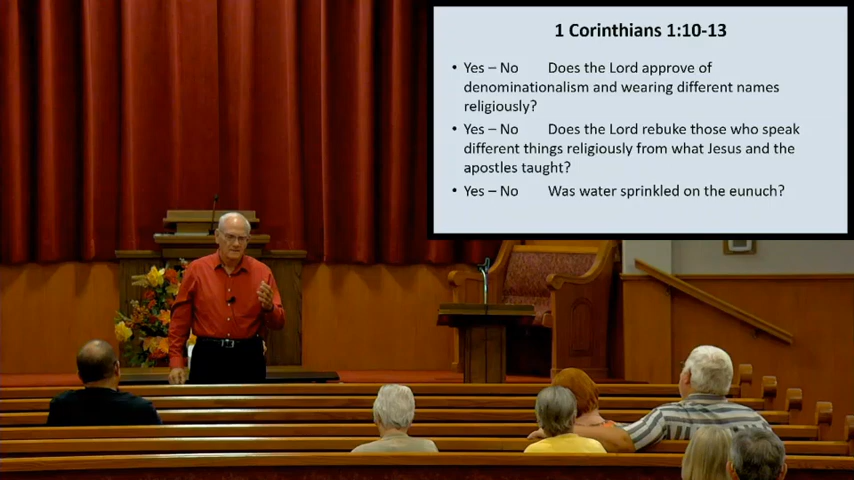 1 Corinthians 1:10-13
• Yes – No Does the Lord approve of
denominationalism and wearing different names
religiously?
• Yes – No Does the Lord rebuke those who speak
different things religiously from what Jesus and the
apostles taught?
• Yes – No Was water sprinkled on the eunuch?